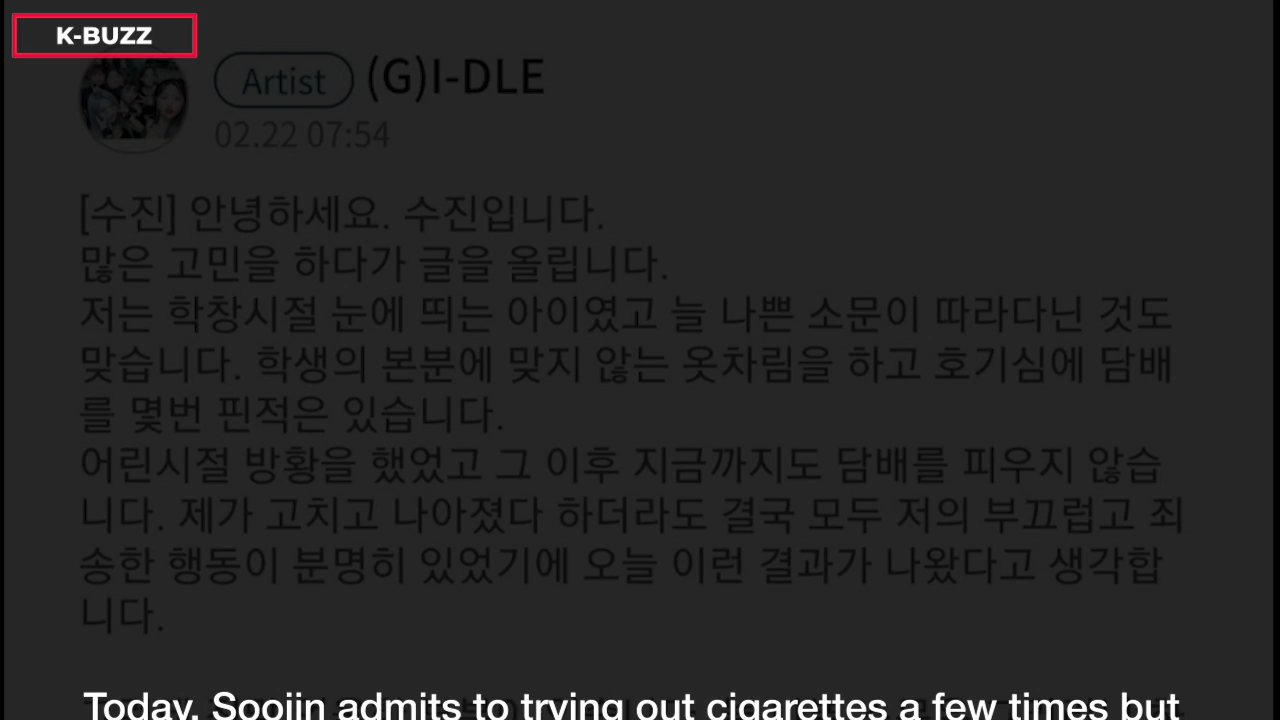 K-BUZZ
Artist (G)I-DLE
02.22 07:54
[수진] 안녕하세요. 수진입니다.
많은 고민을 하다가 글을 올립니다.
저는 학창시절 눈에 띄는 아이였고 늘 나쁜 소문이 따라다닌 것도
맞습니다. 학생의 본분에 맞지 않는 옷차림을 하고 호기심에 담배
를 몇번 핀적은 있습니다.
어린시절 방황을 했었고 그 이후 지금까지도 담배를 피우지 않습
니다. 제가 고치고 나아졌다 하더라도 결국 모두 저의 부끄럽고 죄
송한 행동이 분명히 있었기에 오늘 이런 결과가 나왔다고 생각합
니다.
Today, Soojin admits to trying out cigarettes a few times but